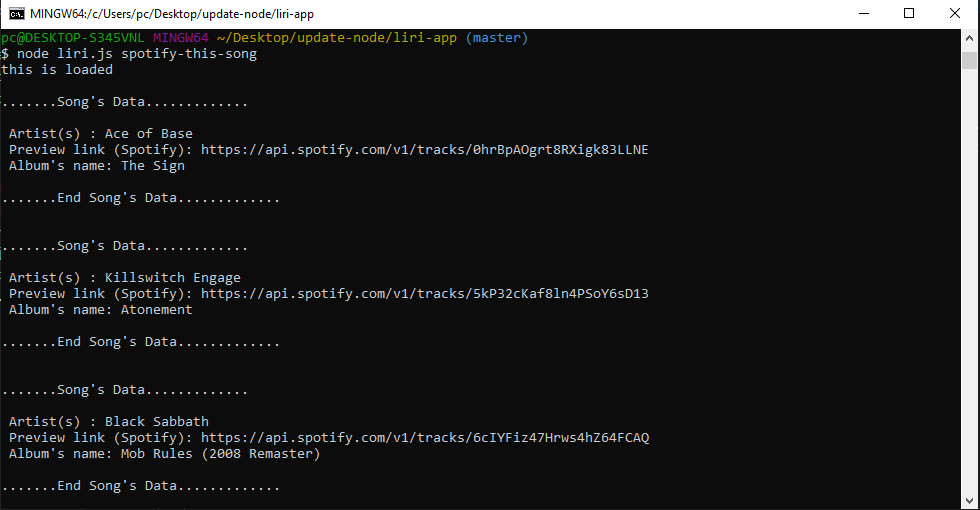 MINGW64:/c/Users/pc/Desktop/update-node/liri-app
pc@DESKTOP-S345VNL MINGW64 ~/Desktop/update-node/liri-app (master)
$ node liri.js spotify-this-song
this is loaded
.......Song's Data.............
Artist(s) : Ace of Base
Preview link (Spotify): https://api.spotify.com/v1/tracks/0hrBpAOgrt8RXigk83LLNE
Album's name: The Sign
.......End Song's Data.............
.......Song's Data.............
Artist(s) : Killswitch Engage
Preview link (Spotify): https://api.spotify.com/v1/tracks/5kP32cKaf8ln4PSoY6sD13
Album's name: Atonement
.......End Song's Data.............
.......Song's Data.............
Artist(s) : Black Sabbath
Preview link (Spotify): https://api.spotify.com/v1/tracks/6cIYFiz47Hrws4hZ64FCAQ
Album's name: Mob Rules (2008 Remaster)
.......End Song's Data.............